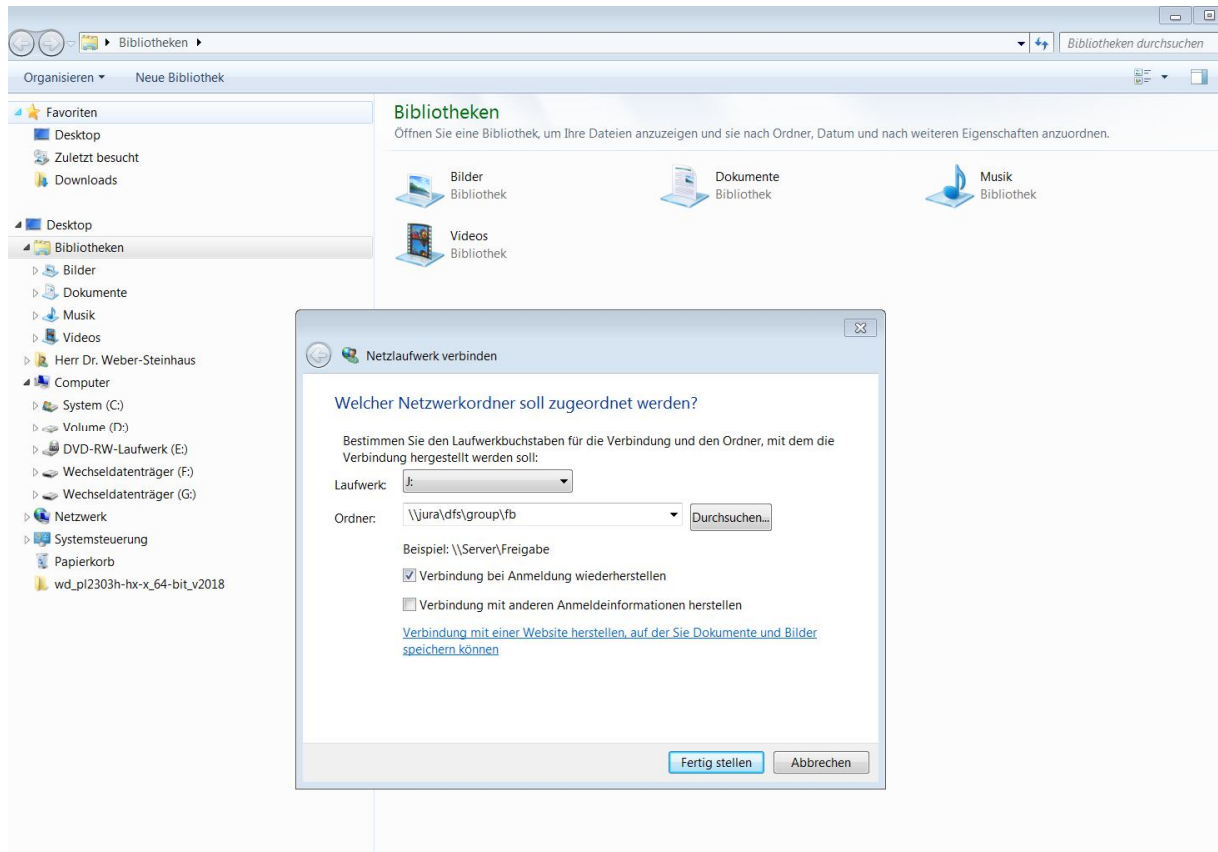 Bibliotheken
Bibliotheken durchsuchen
Organisieren
Neue Bibliothek
Favoriten
Desktop
Zuletzt besucht
Downloads
Desktop
Bibliotheken
Bilder
Dokumente
Musik
Videos
Herr Dr. Weber-Steinhaus
Computer
System (C:)
Volume (D:)
DVD-RW-Laufwerk (E:)
Wechseldatenträger (F:)
Wechseldatenträger (G:)
Netzwerk
Systemsteuerung
Papierkorb
wd_pl2303h-hx-x_64-bit_v2018
Bibliotheken
Öffnen Sie eine Bibliothek, um Ihre Dateien anzuzeigen und sie nach Ordner, Datum und nach weiteren Eigenschaften anzuordnen.
Bilder
Bibliothek
Dokumente
Bibliothek
Musik
Bibliothek
Videos
Bibliothek
Netzlaufwerk verbinden
Welcher Netzwerkordner soll zugeordnet werden?
Bestimmen Sie den Laufwerkbuchstaben für die Verbindung und den Ordner, mit dem die
Verbindung hergestellt werden soll:
Laufwerk: J:
Ordner: \\jura\dfs\group\fb Durchsuchen...
Beispiel: \\Server\Freigabe
Verbindung bei Anmeldung wiederherstellen
Verbindung mit anderen Anmeldeinformationen herstellen
Verbindung mit einer Website herstellen, auf der Sie Dokumente und Bilder
speichern können
Fertig stellen
Abbrechen